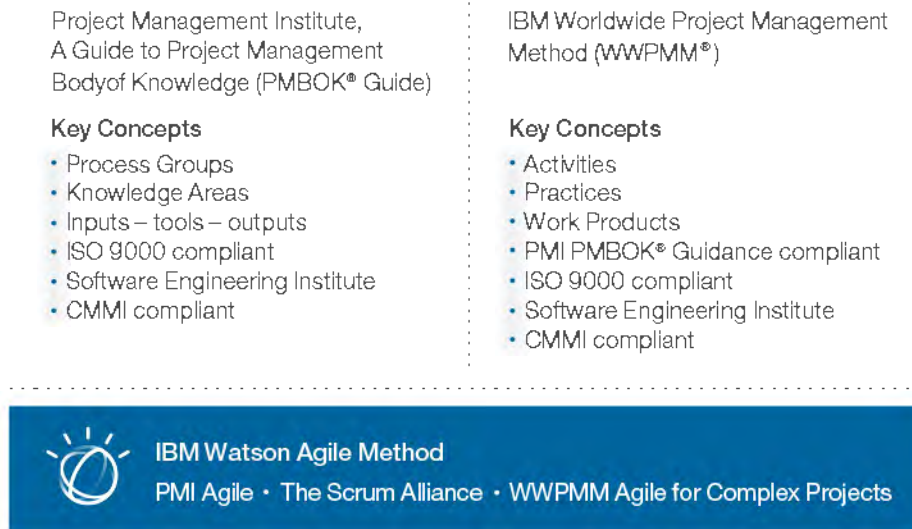 Project Management Institute,
A Guide to Project Management
Bodyof Knowledge (PMBOK® Guide)
Key Concepts
• Process Groups
• Knowledge Areas
• Inputs – tools – outputs
• ISO 9000 compliant
• Software Engineering Institute
• CMMI compliant
IBM Worldwide Project Management
Method (WWPMM®)
Key Concepts
• Activities
• Practices
• Work Products
• PMI PMBOK® Guidance compliant
• ISO 9000 compliant
• Software Engineering Institute
• CMMI compliant
IBM Watson Agile Method
PMI Agile • The Scrum Alliance • WWPMM Agile for Complex Projects